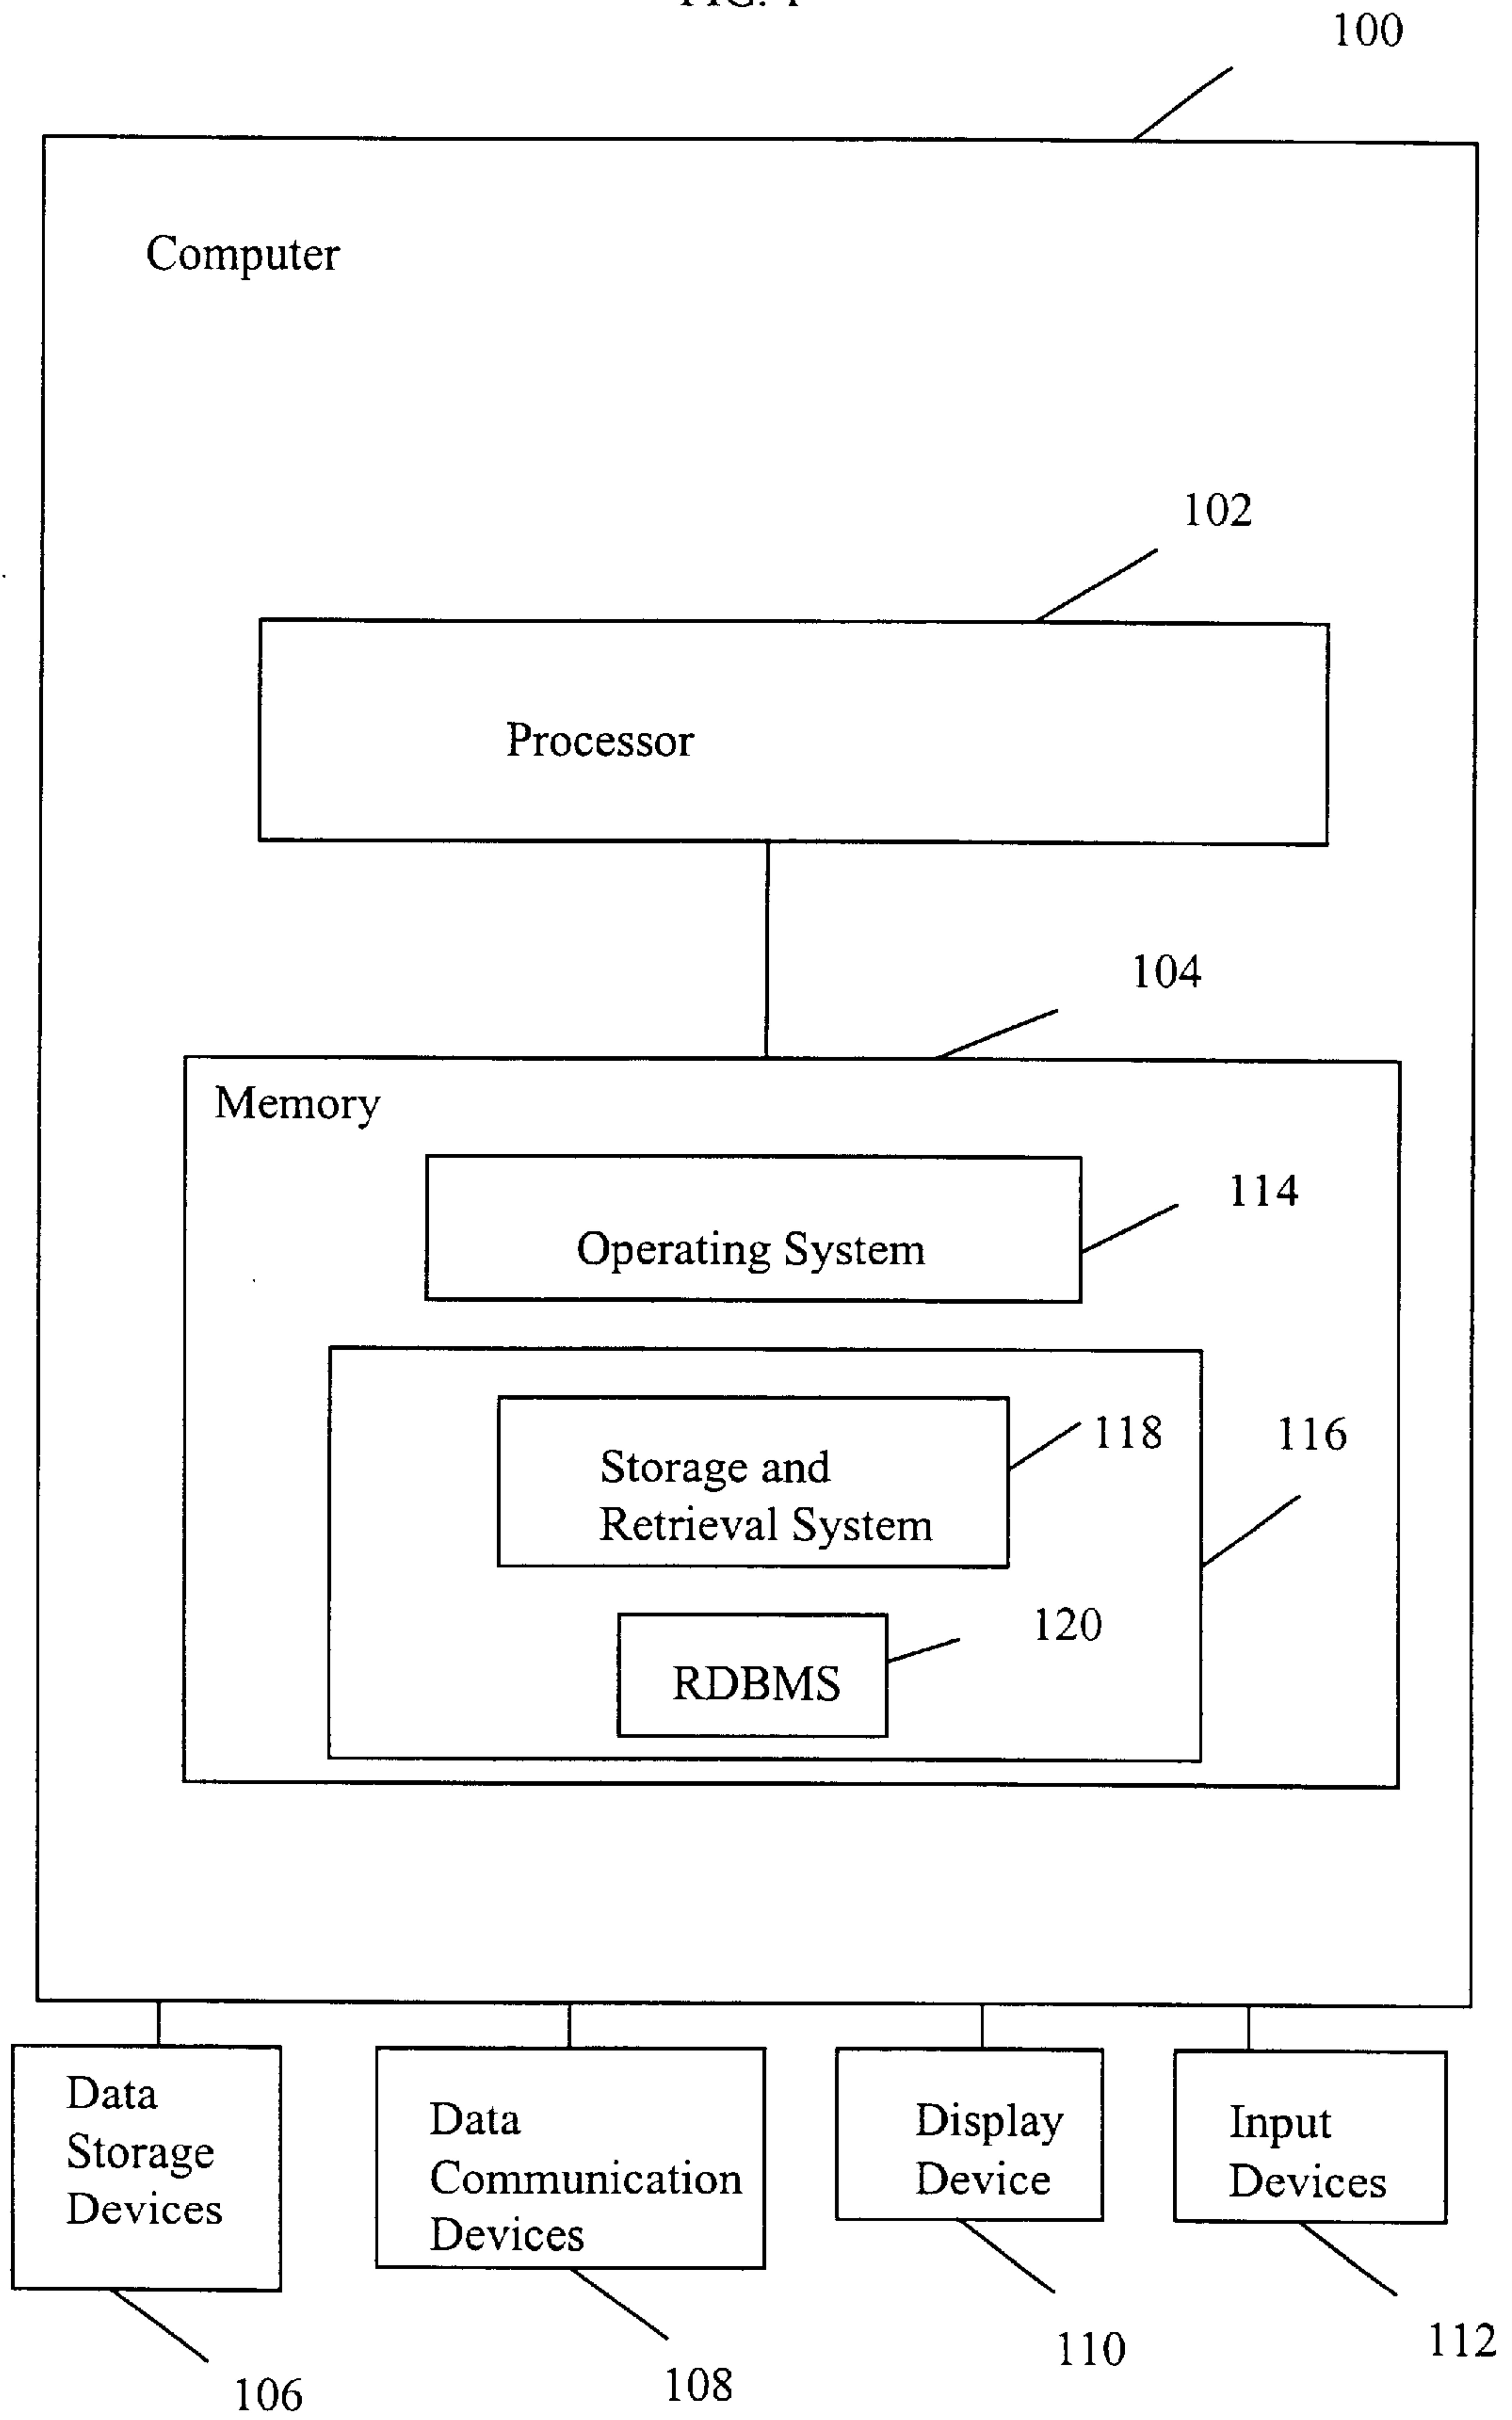 100
Computer
102
Processor
104
Memory
114
Operating System
118
116
Storage and
Retrieval System
120
RDBMS
Data
Storage
Devices
Data
Communication
Devices
Display
Device
Input
Devices
106
108
110
112